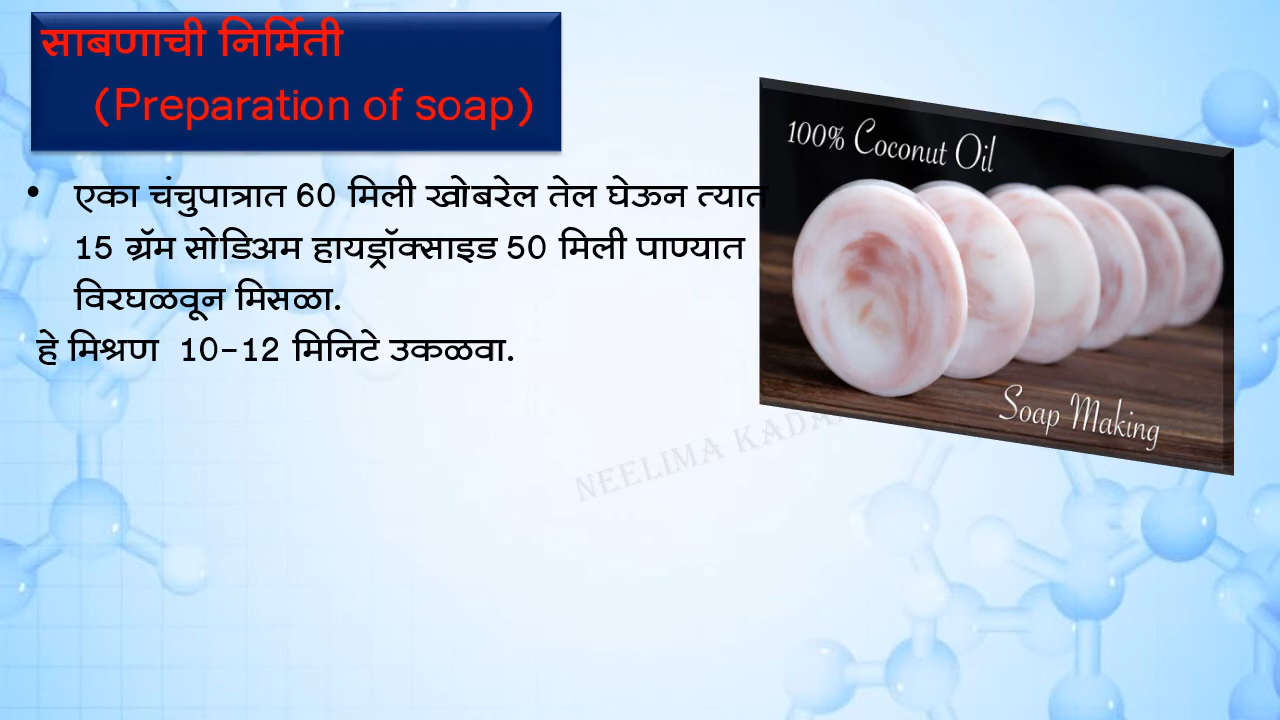 साबणाची निर्मिती
(Preparation of soap)
• एका चंचुपात्रात 60 मिली खोबरेल तेल घेऊन त्यात
15 ग्रॅम सोडिअम हायड्रॉक्साइड 50 मिली पाण्यात
विरघळवून मिसळा.
हे मिश्रण 10-12 मिनिटे उकळवा.
100% Coconut Oil
Soap Making
NEELIMA